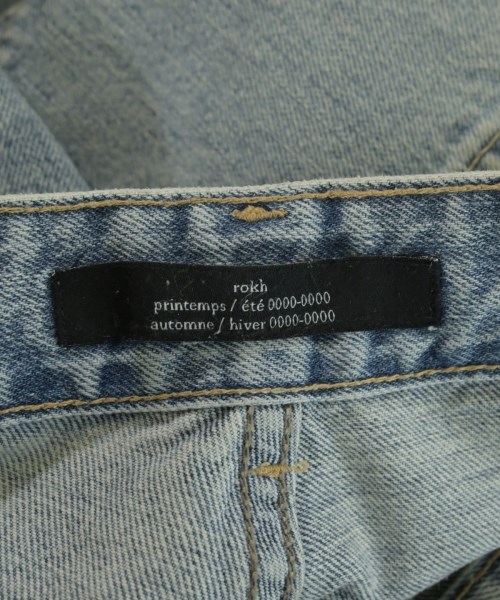 rokh
printemps / été 0000-0000
automne / hiver 0000-0000